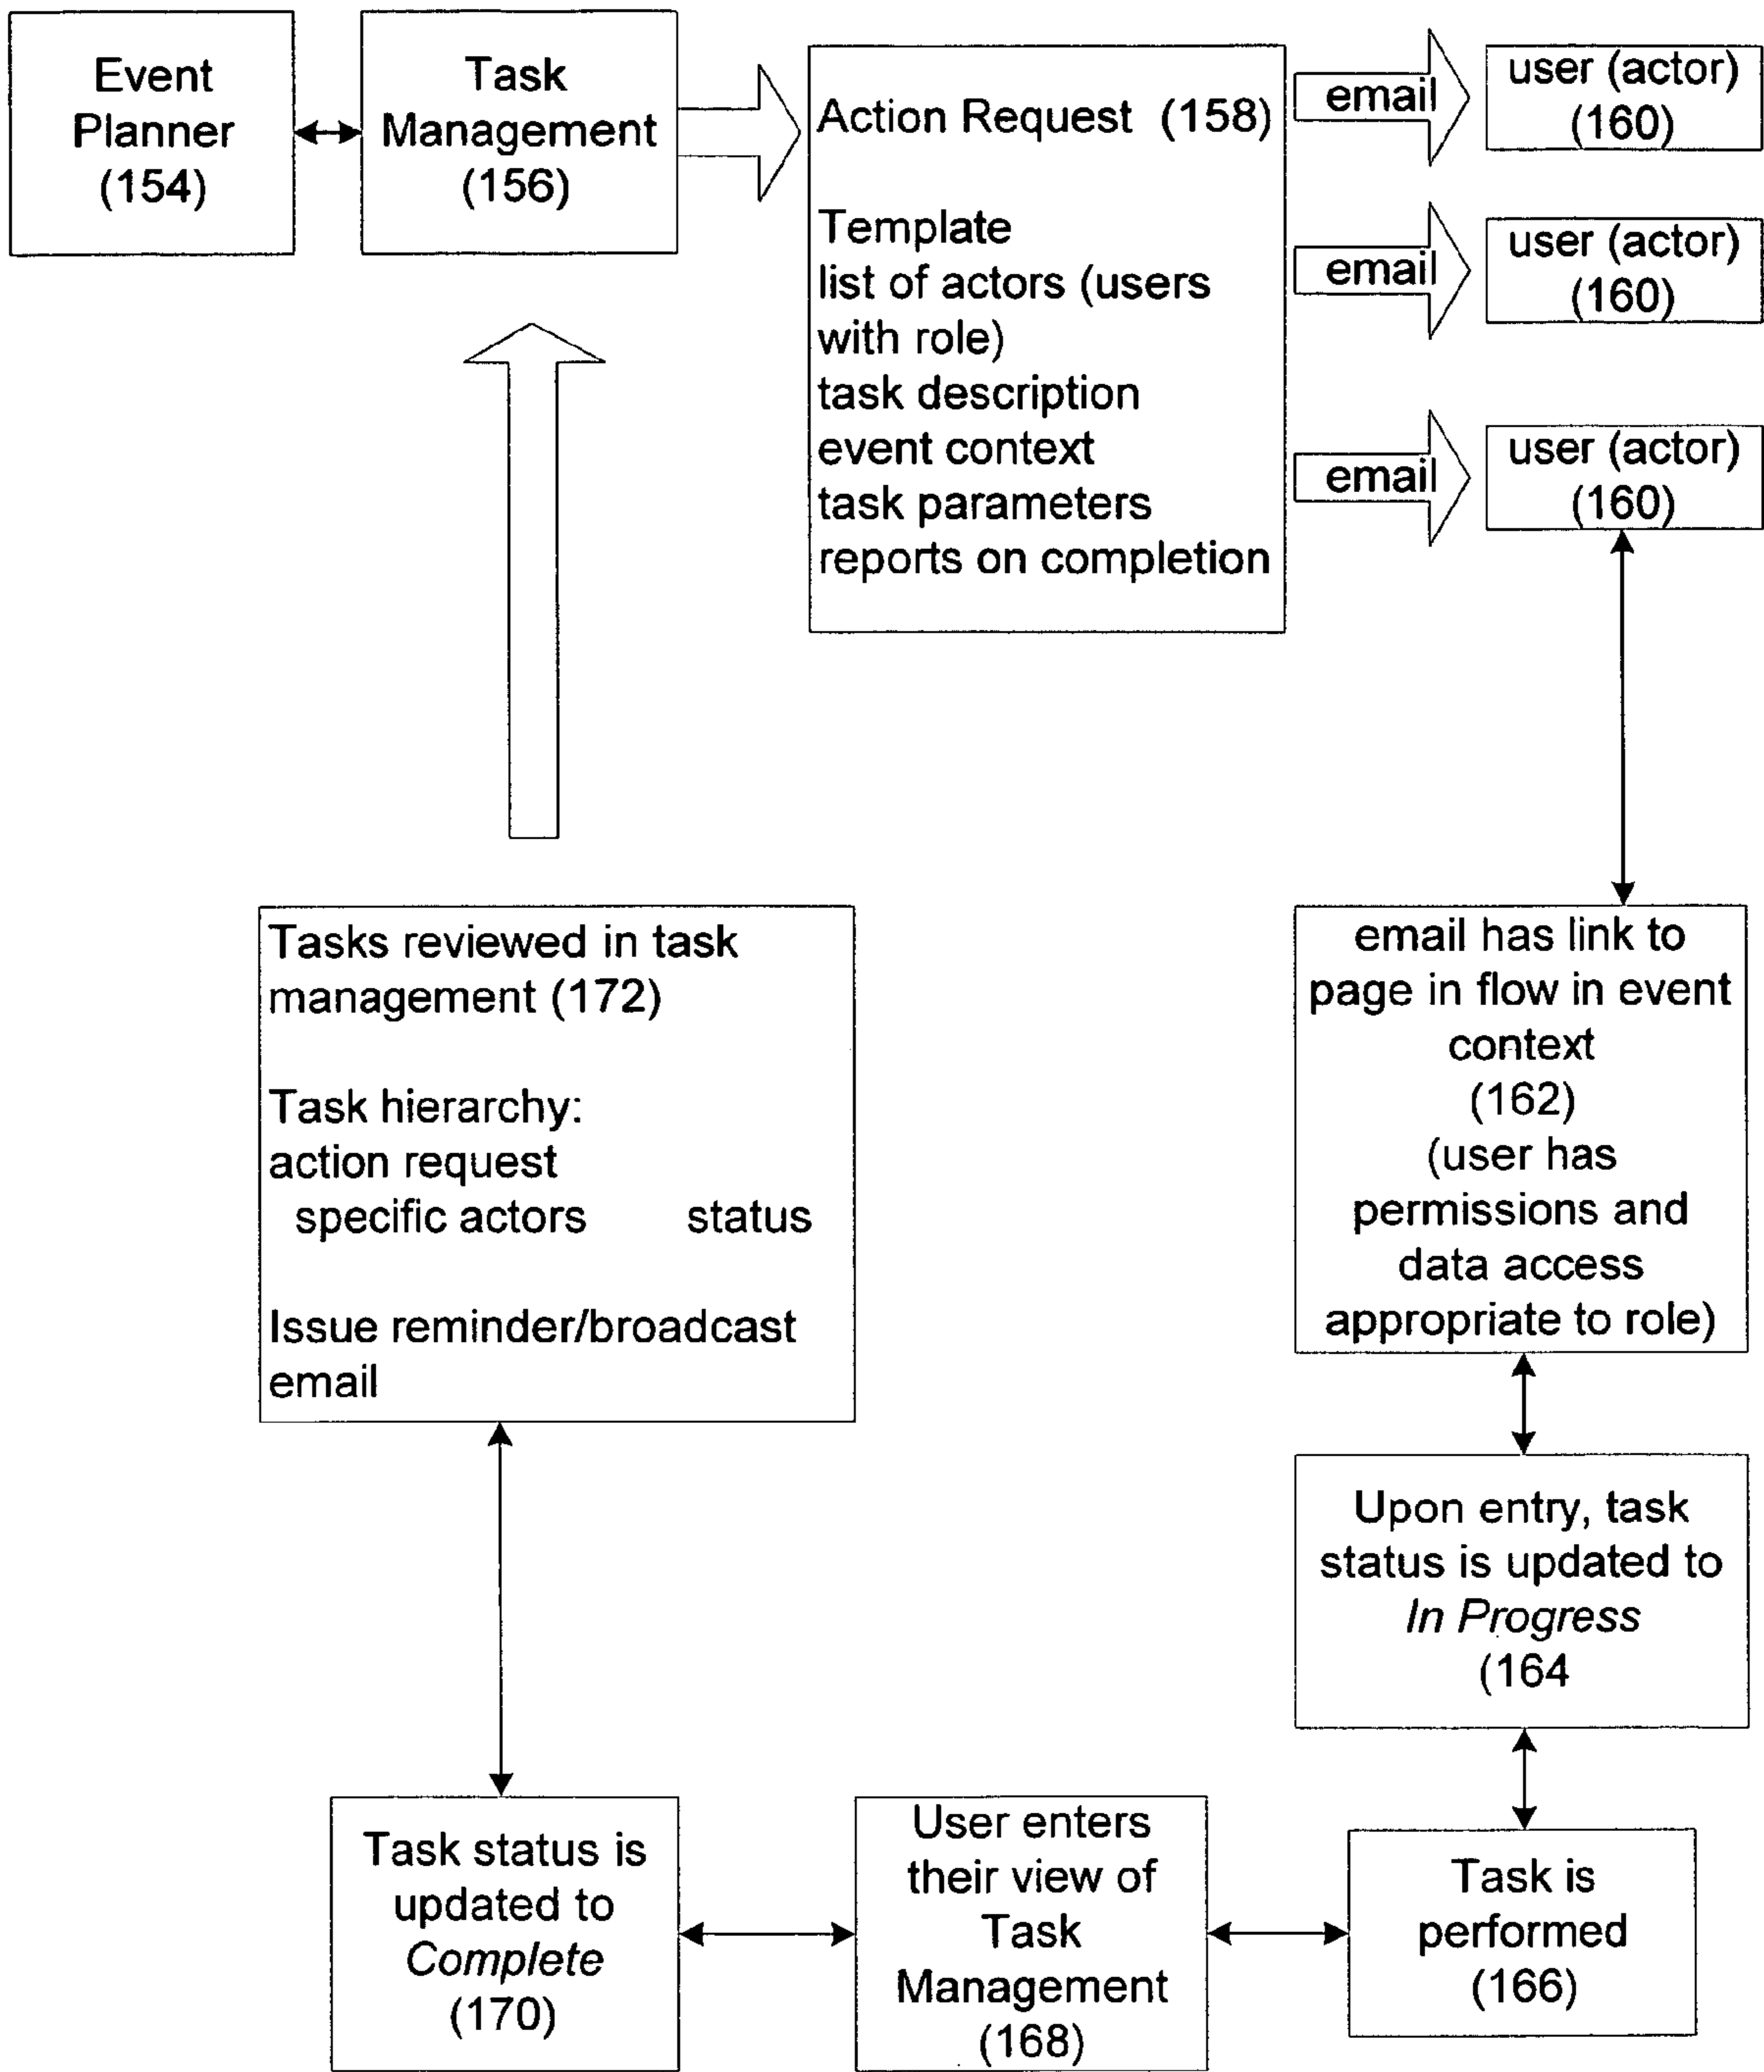 Event
Planner
(154)
Task
Management
(156)
Action Request (158)
Template
list of actors (users
with role)
task description
event context
task parameters
reports on completion
email
user (actor)
(160)
email
user (actor)
(160)
email
user (actor)
(160)
email has link to
page in flow in event
context
(162)
(user has
permissions and
data access
appropriate to role)
Upon entry, task
status is updated to
In Progress
(164
Task is
performed
(166)
User enters
their view of
Task
Management
(168)
Task status is
updated to
Complete
(170)
Tasks reviewed in task
management (172)
Task hierarchy:
action request
specific actors status
Issue reminder/broadcast
email